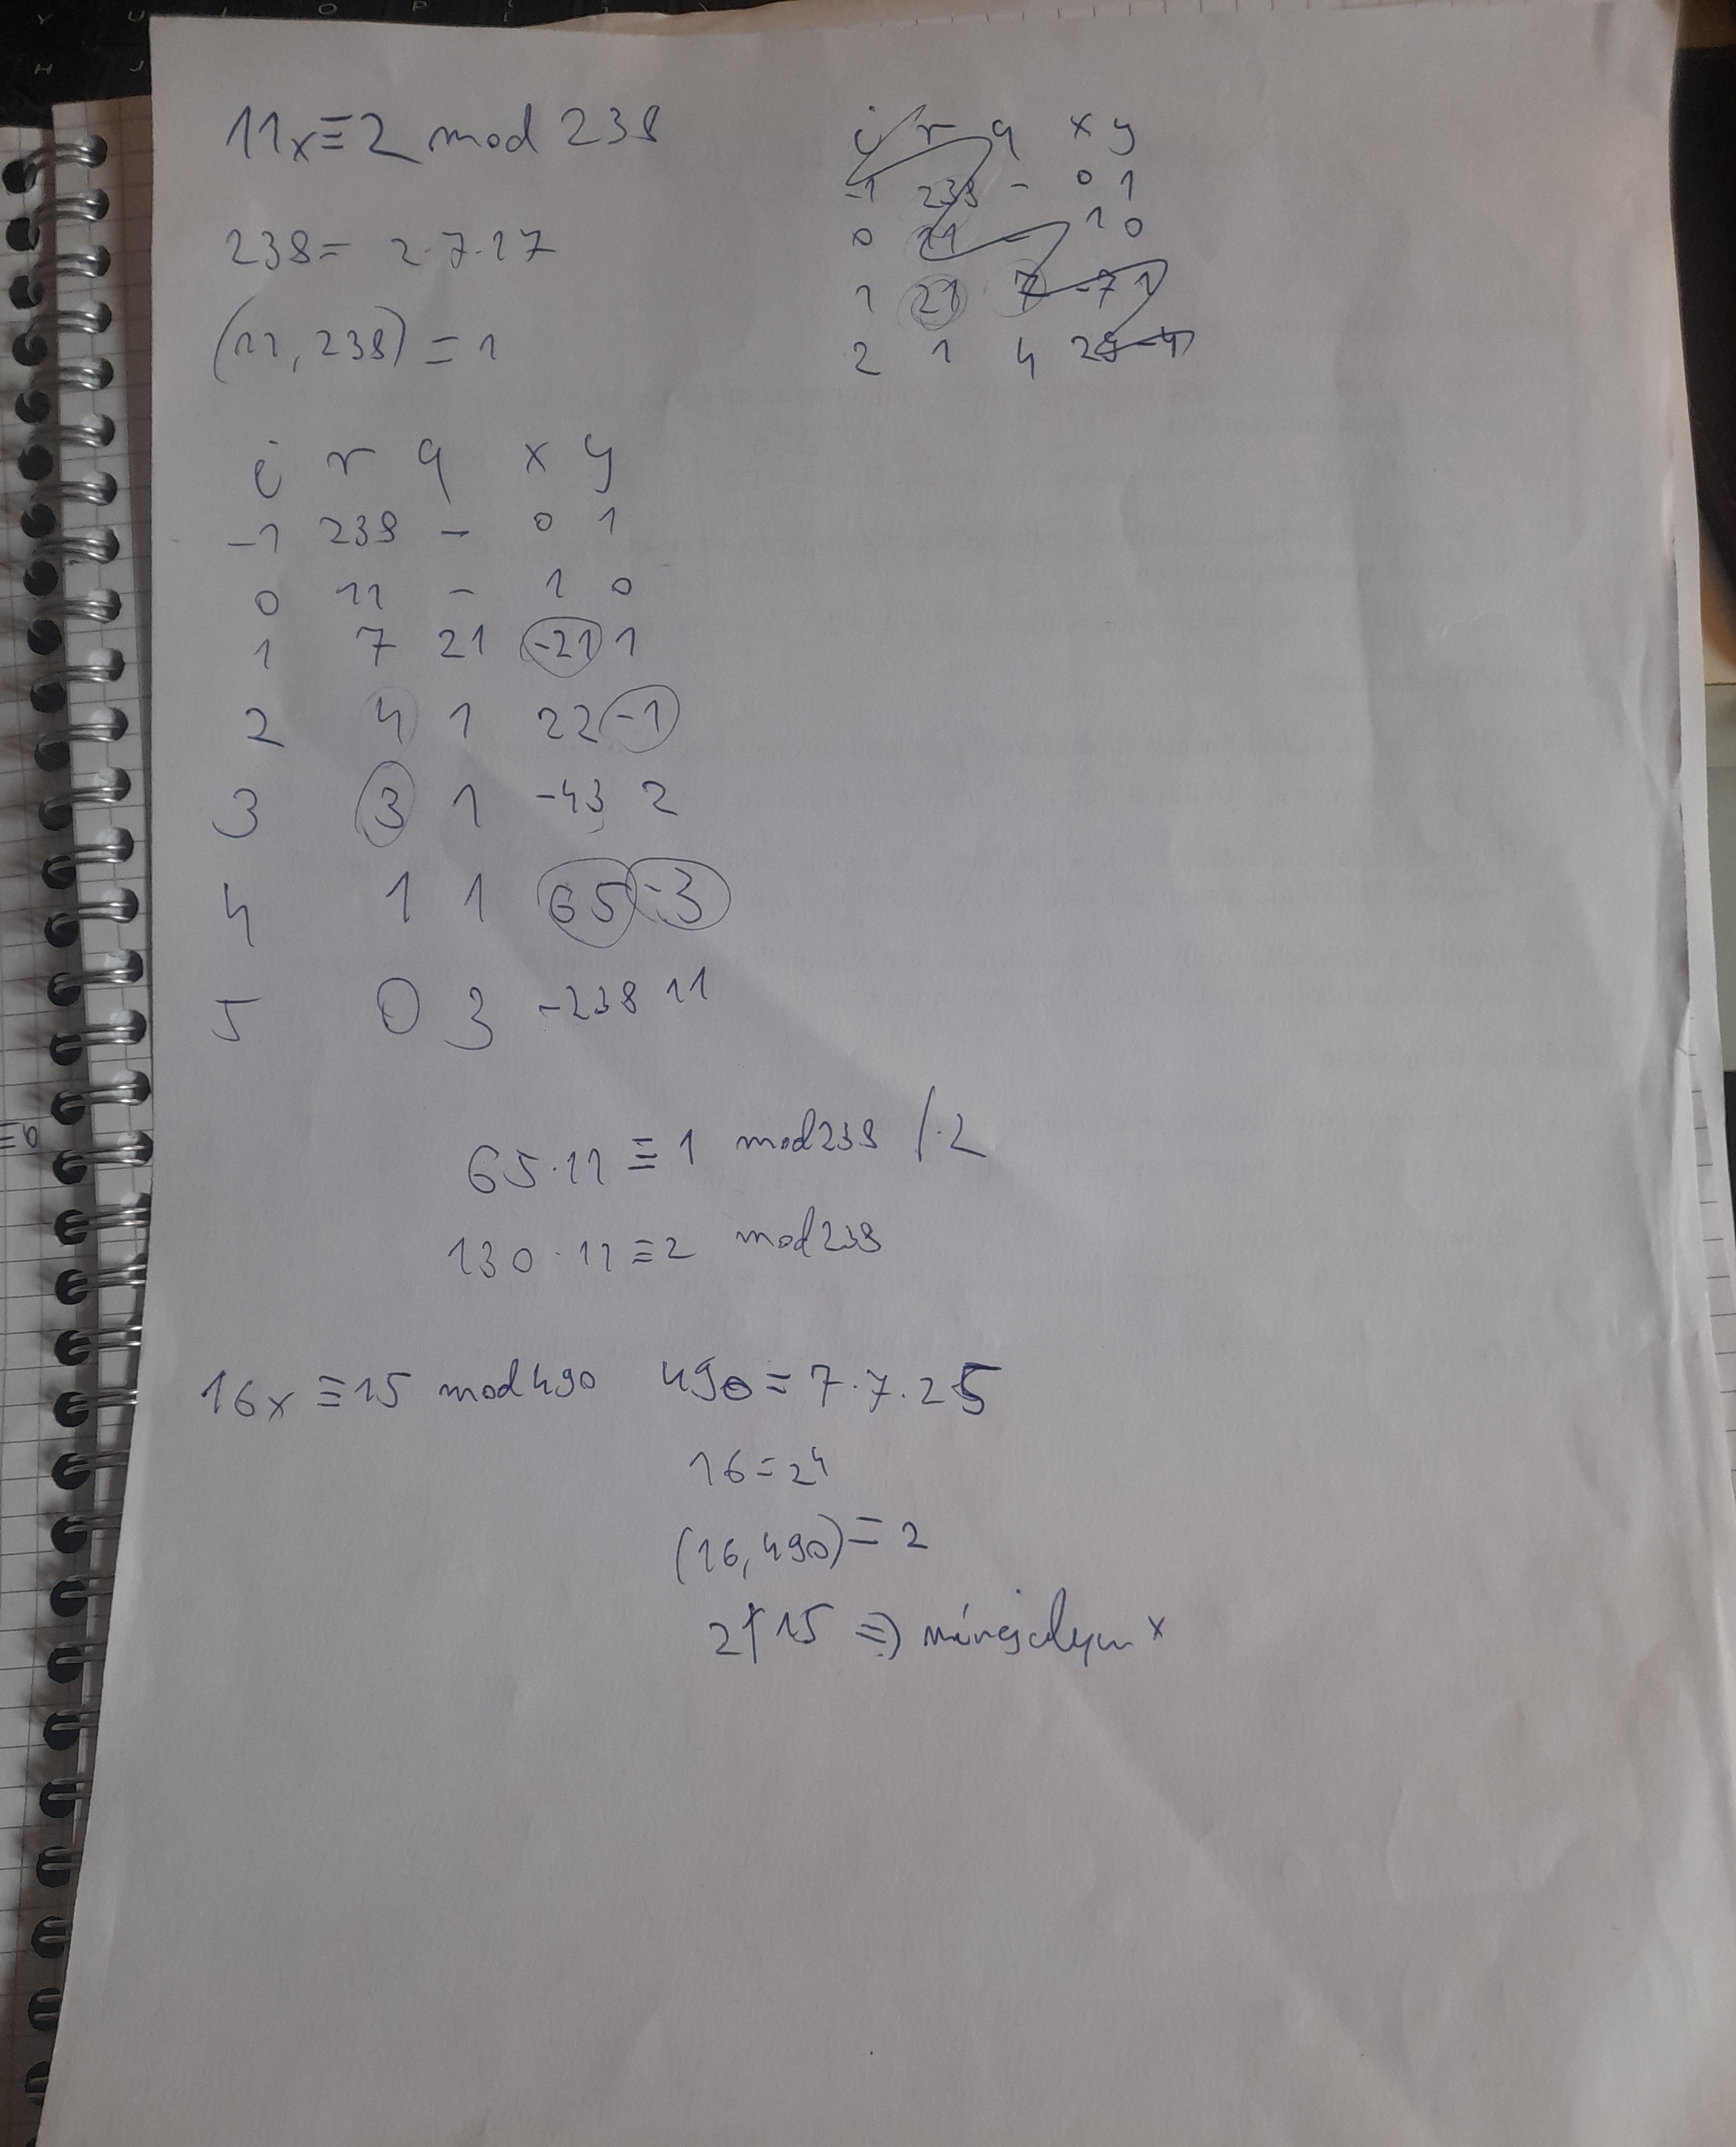 11x ≡ 2 mod 238
238 = 2·7·17
(11, 238) = 1
i r q x y
-1 238 - 0 1
0 11 - 1 0
1 21 7 -7 1
2 1 4
i r q x y
-1 238 - 0 1
0 11 - 1 0
1 7 21 -21 1
2 4 1 22 -1
3 3 1 -43 2
4 1 1 65 -3
5 0 3 -238 11
65·11 ≡ 1 mod 238 /·2
130·11 ≡ 2 mod 238
16x ≡ 15 mod 490 490 = 7·7·2 5
16 = 2⁴
(16, 490) = 2
2∤15 ⇒ nincs olyan x